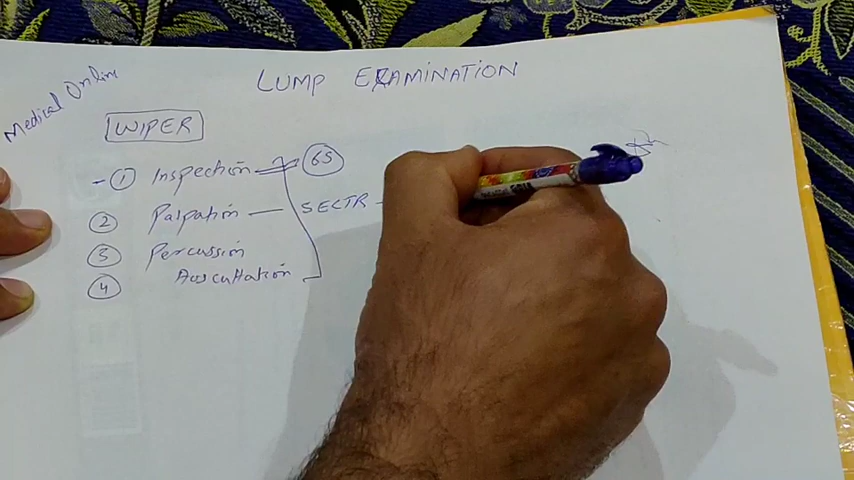 Medical Online
LUMP EXAMINATION
WIPER
- 1 Inspection 6S
2 Palpation — SECTR -
3 Percussion
4 Auscultation